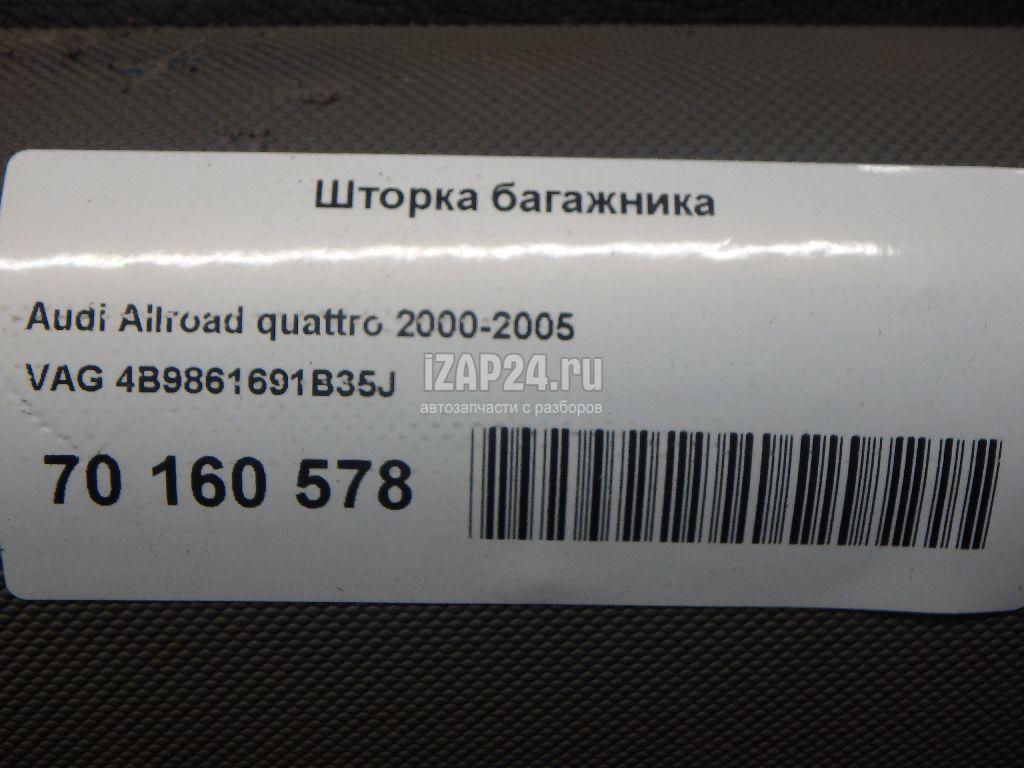 Шторка багажника
Audi Allroad quattro 2000-2005
VAG 4B9861691B35J
iZAP24.ru
автозапчасти с разборов
70 160 578